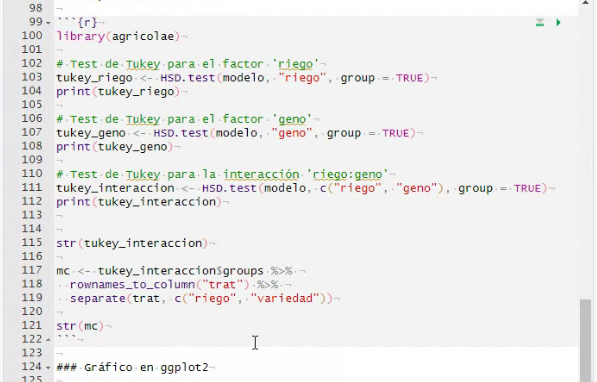 98
99 ```{r}
100 library(agricolae)
101
102 # Test de Tukey para el factor 'riego'
103 tukey_riego <- HSD.test(modelo, "riego", group = TRUE)
104 print(tukey_riego)
105
106 # Test de Tukey para el factor 'geno'
107 tukey_geno <- HSD.test(modelo, "geno", group = TRUE)
108 print(tukey_geno)
109
110 # Test de Tukey para la interacción 'riego:geno'
111 tukey_interaccion <- HSD.test(modelo, c("riego", "geno"), group = TRUE)
112 print(tukey_interaccion)
113
114
115 str(tukey_interaccion)
116
117 mc <- tukey_interaccion$groups %>%
118   rownames_to_column("trat") %>%
119   separate(trat, c("riego", "variedad"))
120
121 str(mc)
122 ```
123
124 ### Gráfico en ggplot2
125